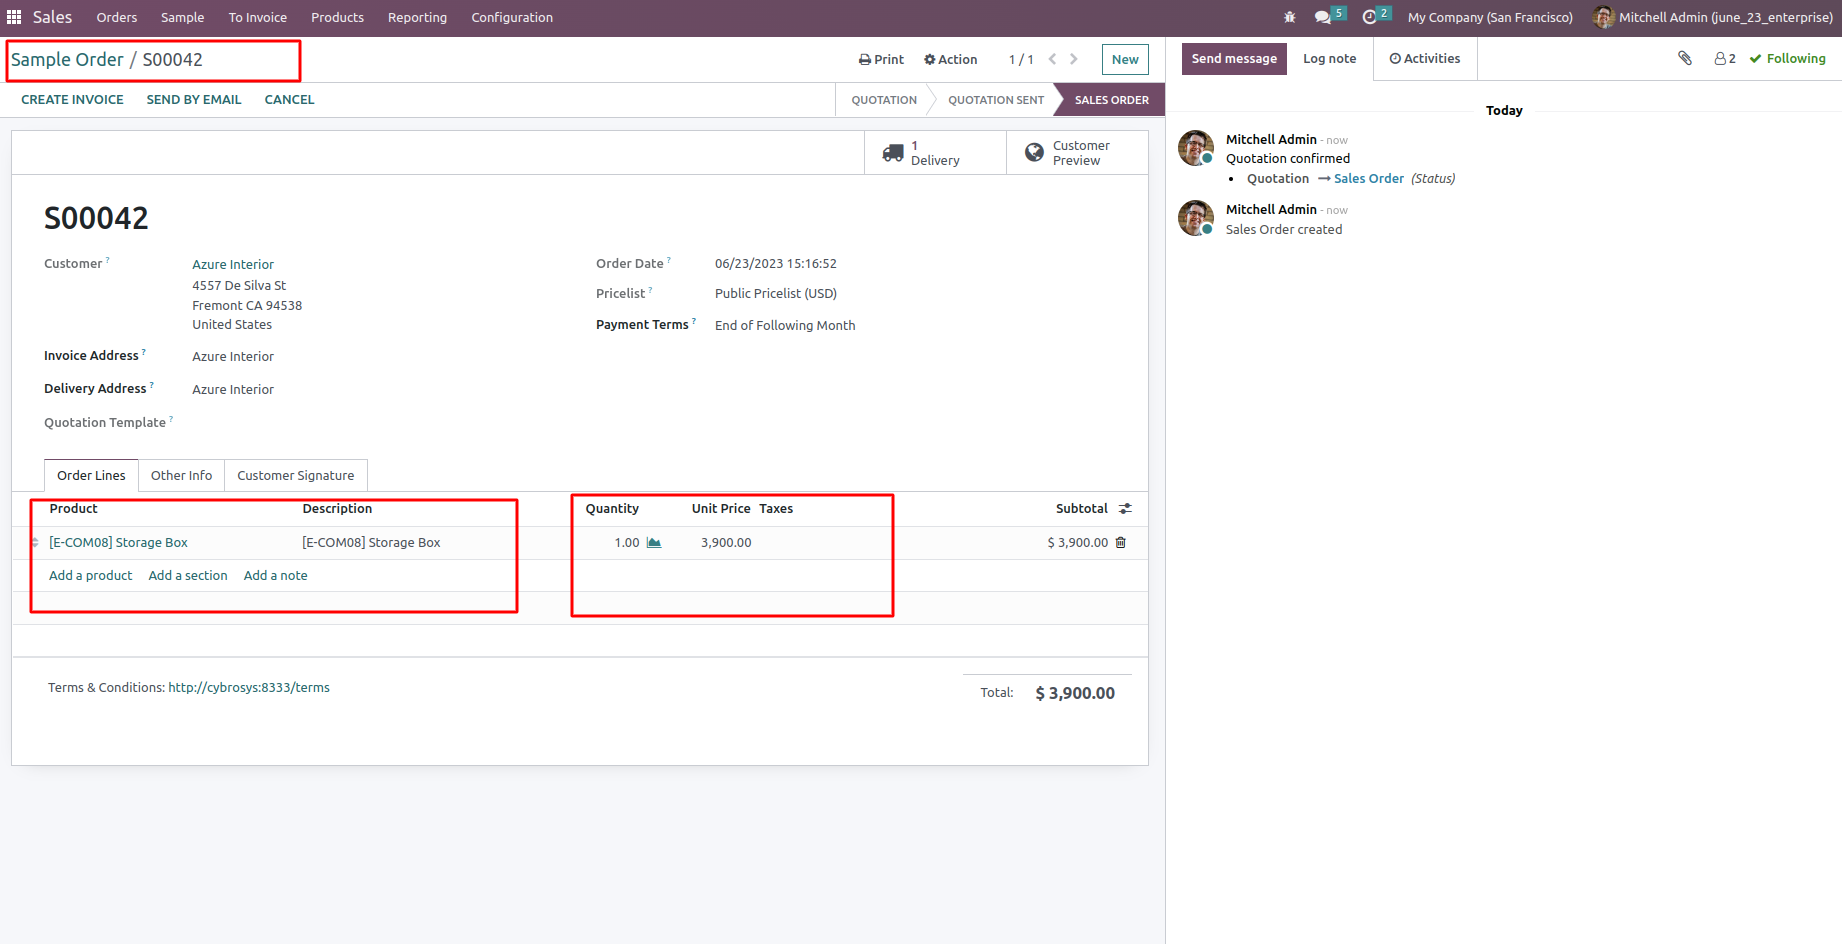 Sales Orders Sample To Invoice Products Reporting Configuration 5 2 My Company (San Francisco) Mitchell Admin (june_23_enterprise)
Sample Order / S00042 Print Action 1 / 1 New
CREATE INVOICE SEND BY EMAIL CANCEL QUOTATION QUOTATION SENT SALES ORDER
1
Delivery
Customer
Preview
S00042
Customer ?
Azure Interior
4557 De Silva St
Fremont CA 94538
United States
Invoice Address ? Azure Interior
Delivery Address ? Azure Interior
Quotation Template ?
Order Date ? 06/23/2023 15:16:52
Pricelist ? Public Pricelist (USD)
Payment Terms ? End of Following Month
Order Lines Other Info Customer Signature
Product Description Quantity Unit Price Taxes Subtotal
[E-COM08] Storage Box [E-COM08] Storage Box 1.00 3,900.00 $ 3,900.00
Add a product Add a section Add a note
Terms & Conditions: http://cybrosys:8333/terms
Total: $ 3,900.00
Send message Log note Activities 2 Following
Today
Mitchell Admin - now
Quotation confirmed
• Quotation → Sales Order (Status)
Mitchell Admin - now
Sales Order created